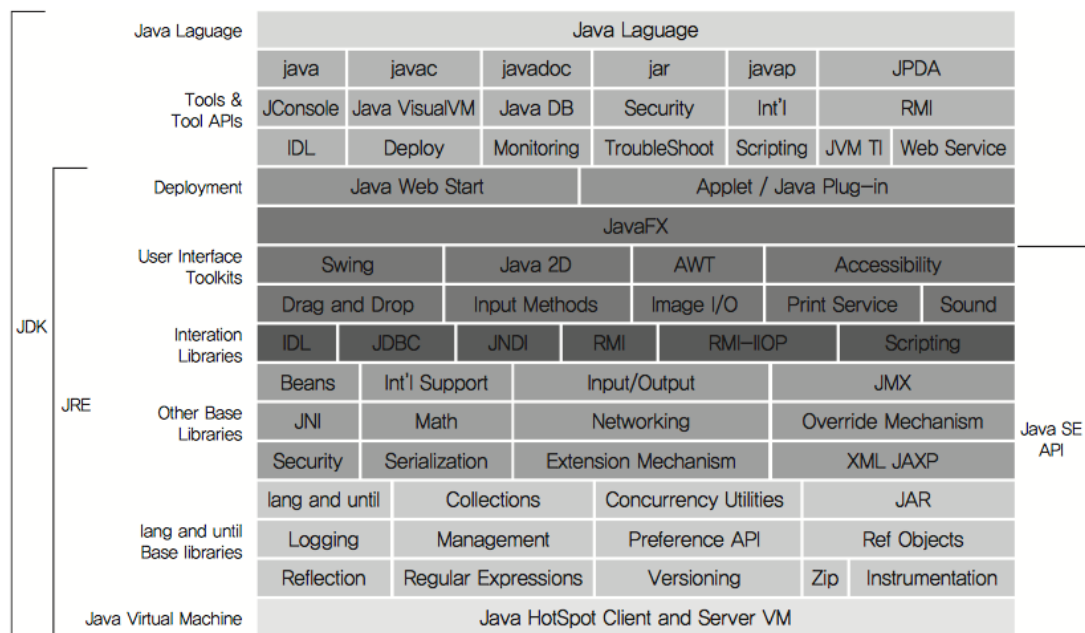 Java Laguage Java Laguage
java javac javadoc jar javap JPDA
Tools &
Tool APIs
JConsole Java VisualVM Java DB Security Int'l RMI
IDL Deploy Monitoring TroubleShoot Scripting JVM TI Web Service
Deployment Java Web Start Applet / Java Plug-in
JavaFX
User Interface
Toolkits
Swing Java 2D AWT Accessibility
Drag and Drop Input Methods Image I/O Print Service Sound
JDK
Interation
Libraries
IDL JDBC JNDI RMI RMI-IIOP Scripting
Beans Int'l Support Input/Output JMX
JRE
Other Base
Libraries
JNI Math Networking Override Mechanism
Java SE
API
Security Serialization Extension Mechanism XML JAXP
lang and until Collections Concurrency Utilities JAR
lang and until
Base libraries
Logging Management Preference API Ref Objects
Reflection Regular Expressions Versioning Zip Instrumentation
Java Virtual Machine Java HotSpot Client and Server VM